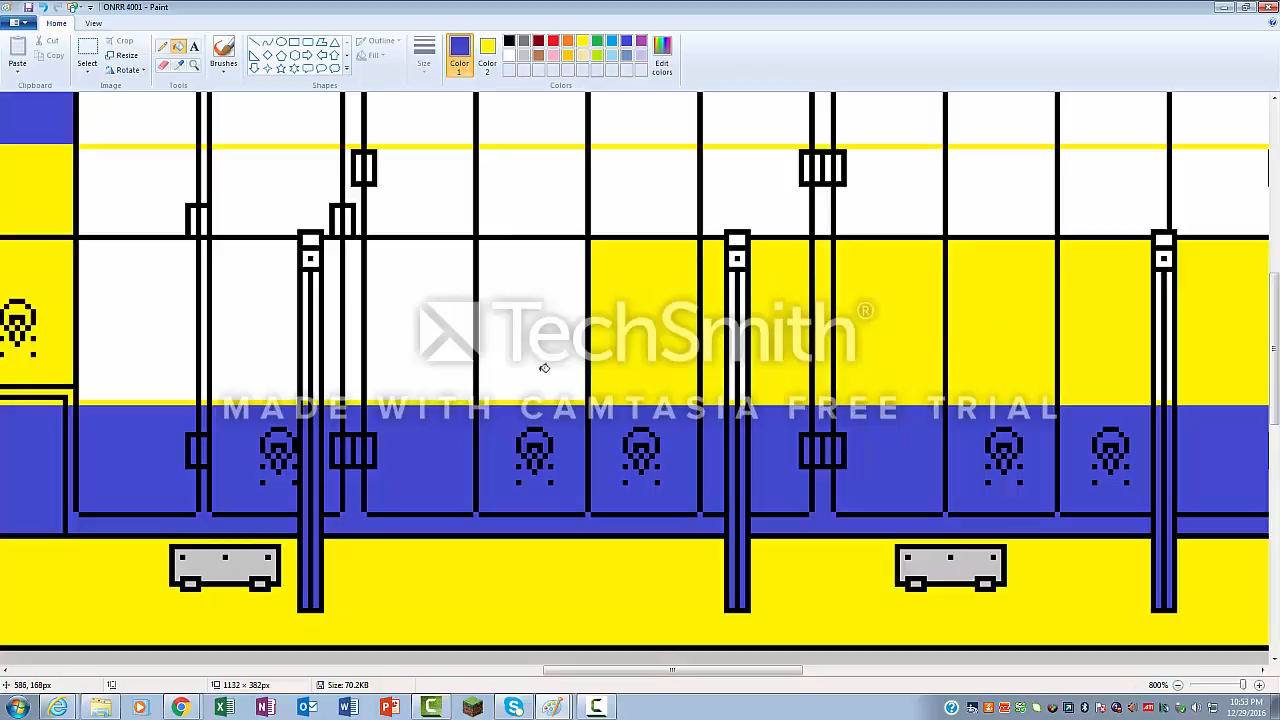 ONRR 4001 - Paint
Home View
Paste
Cut
Copy
Clipboard
Select
Crop
Resize
Rotate
Image
A
Tools
Brushes
Outline
Fill
Shapes
Size
Color 1
Color 2
Edit colors
Colors
TechSmith®
MADE WITH CAMTASIA FREE TRIAL
586, 168px
1132 × 382px
Size: 70.2KB
800%
10:53 PM
12/29/2016